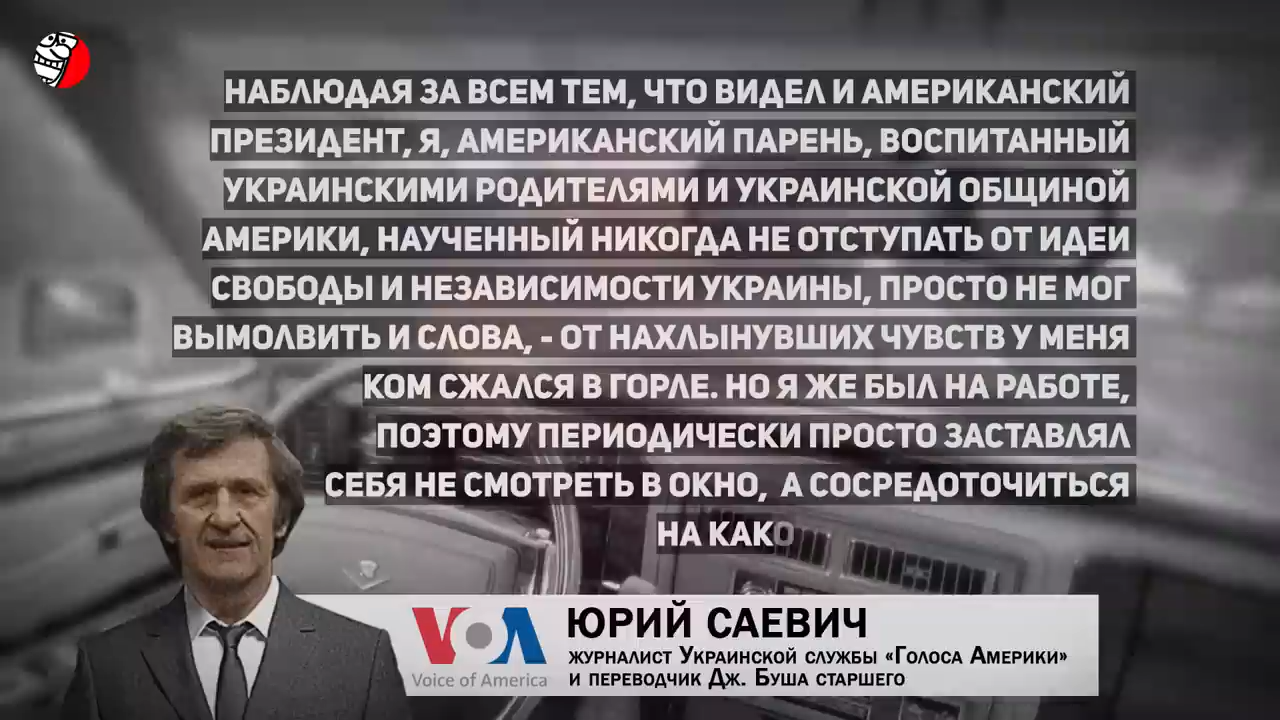 НАБЛЮДАЯ ЗА ВСЕМ ТЕМ, ЧТО ВИДЕЛ И АМЕРИКАНСКИЙ
ПРЕЗИДЕНТ, Я, АМЕРИКАНСКИЙ ПАРЕНЬ, ВОСПИТАННЫЙ
УКРАИНСКИМИ РОДИТЕЛЯМИ И УКРАИНСКОЙ ОБЩИНОЙ
АМЕРИКИ, НАУЧЕННЫЙ НИКОГДА НЕ ОТСТУПАТЬ ОТ ИДЕИ
СВОБОДЫ И НЕЗАВИСИМОСТИ УКРАИНЫ, ПРОСТО НЕ МОГ
ВЫМОЛВИТЬ И СЛОВА, - ОТ НАХЛЫНУВШИХ ЧУВСТВ У МЕНЯ
КОМ СЖАЛСЯ В ГОРЛЕ. НО Я ЖЕ БЫЛ НА РАБОТЕ,
ПОЭТОМУ ПЕРИОДИЧЕСКИ ПРОСТО ЗАСТАВЛЯЛ
СЕБЯ НЕ СМОТРЕТЬ В ОКНО, А СОСРЕДОТОЧИТЬСЯ
НА КАКО
VOA
Voice of America
ЮРИЙ САЕВИЧ
ЖУРНАЛИСТ УКРАИНСКОЙ СЛУЖБЫ «ГОЛОСА АМЕРИКИ»
И ПЕРЕВОДЧИК ДЖ. БУША СТАРШЕГО